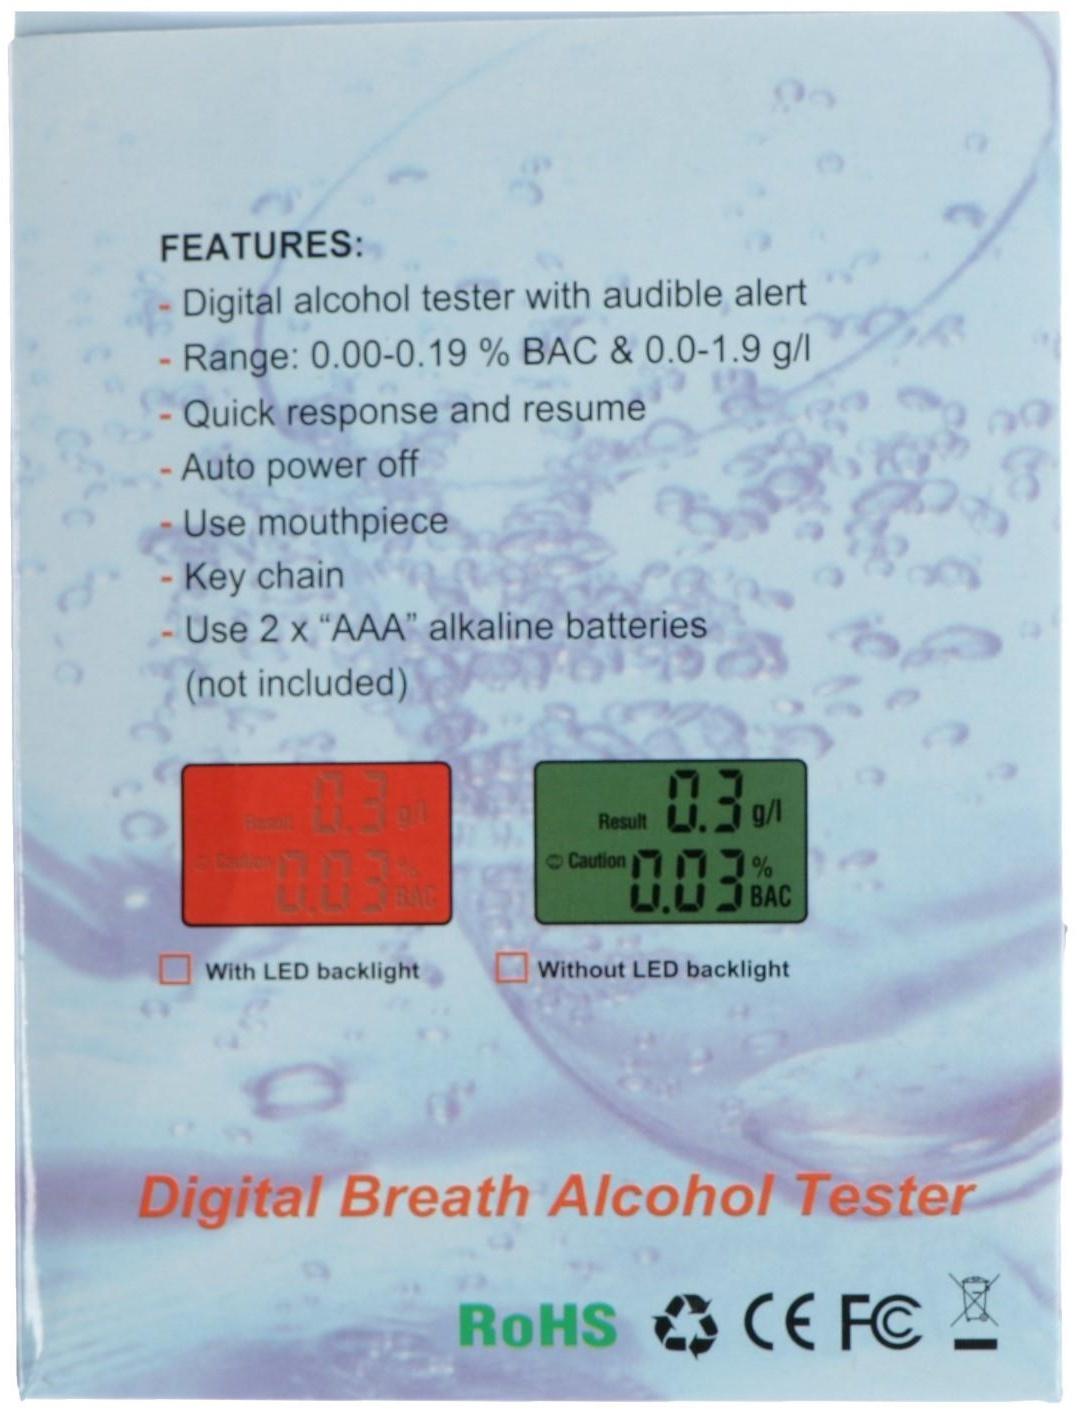 FEATURES:
- Digital alcohol tester with audible alert
- Range: 0.00-0.19 % BAC & 0.0-1.9 g/l
- Quick response and resume
- Auto power off
- Use mouthpiece
- Key chain
- Use 2 x “AAA” alkaline batteries
(not included)
Result 0.3 g/l
Caution 0.03 % BAC
Result 0.3 g/l
Caution 0.03 % BAC
With LED backlight
Without LED backlight
Digital Breath Alcohol Tester
RoHS CE FC